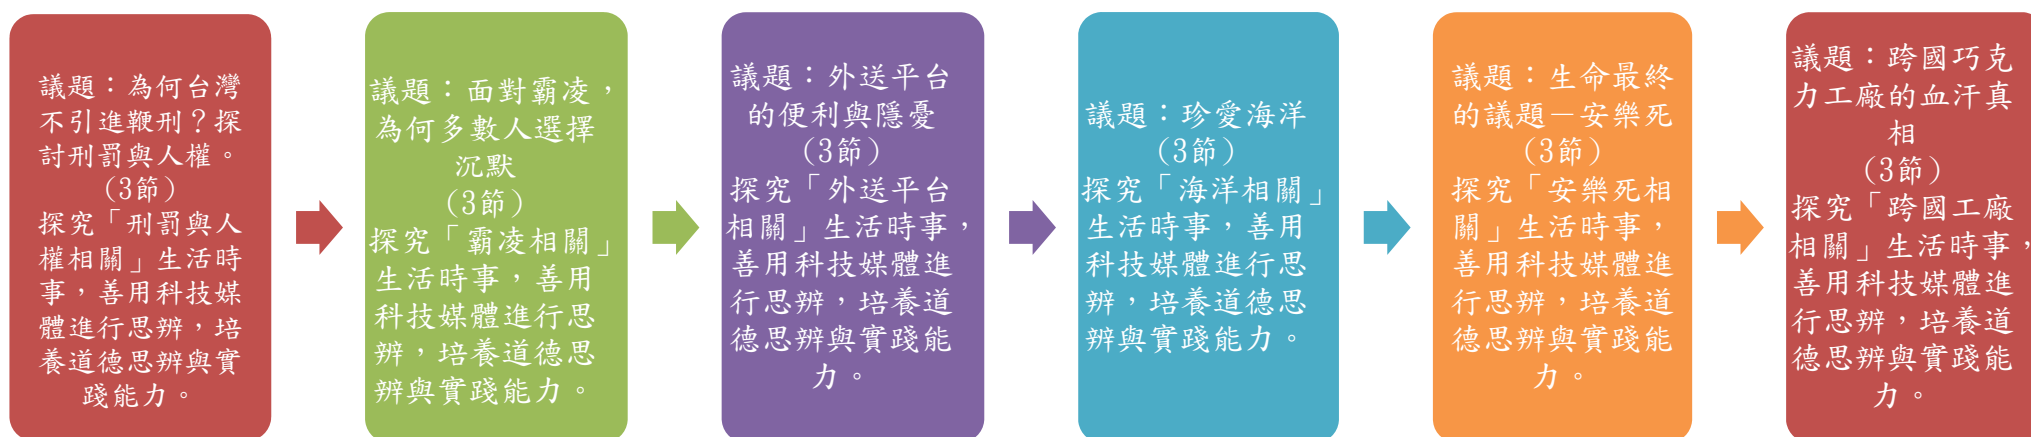 議題：為何台灣
不引進鞭刑？探
討刑罰與人權。
（3節）
探究「刑罰與人
權相關」生活時
事，善用科技媒
體進行思辨，培
養道德思辨與實
踐能力。
議題：面對霸凌，
為何多數人選擇
沉默
（3節）
探究「霸凌相關」
生活時事，善用
科技媒體進行思
辨，培養道德思
辨與實踐能力。
議題：外送平台
的便利與隱憂
（3節）
探究「外送平台
相關」生活時事，
善用科技媒體進
行思辨，培養道
德思辨與實踐能
力。
議題：珍愛海洋
（3節）
探究「海洋相關」
生活時事，善用
科技媒體進行思
辨，培養道德思
辨與實踐能力。
議題：生命最終
的議題－安樂死
（3節）
探究「安樂死相
關」生活時事，
善用科技媒體進
行思辨，培養道
德思辨與實踐能
力。
議題：跨國巧克
力工廠的血汗真
相
（3節）
探究「跨國工廠
相關」生活時事，
善用科技媒體進
行思辨，培養道
德思辨與實踐能
力。